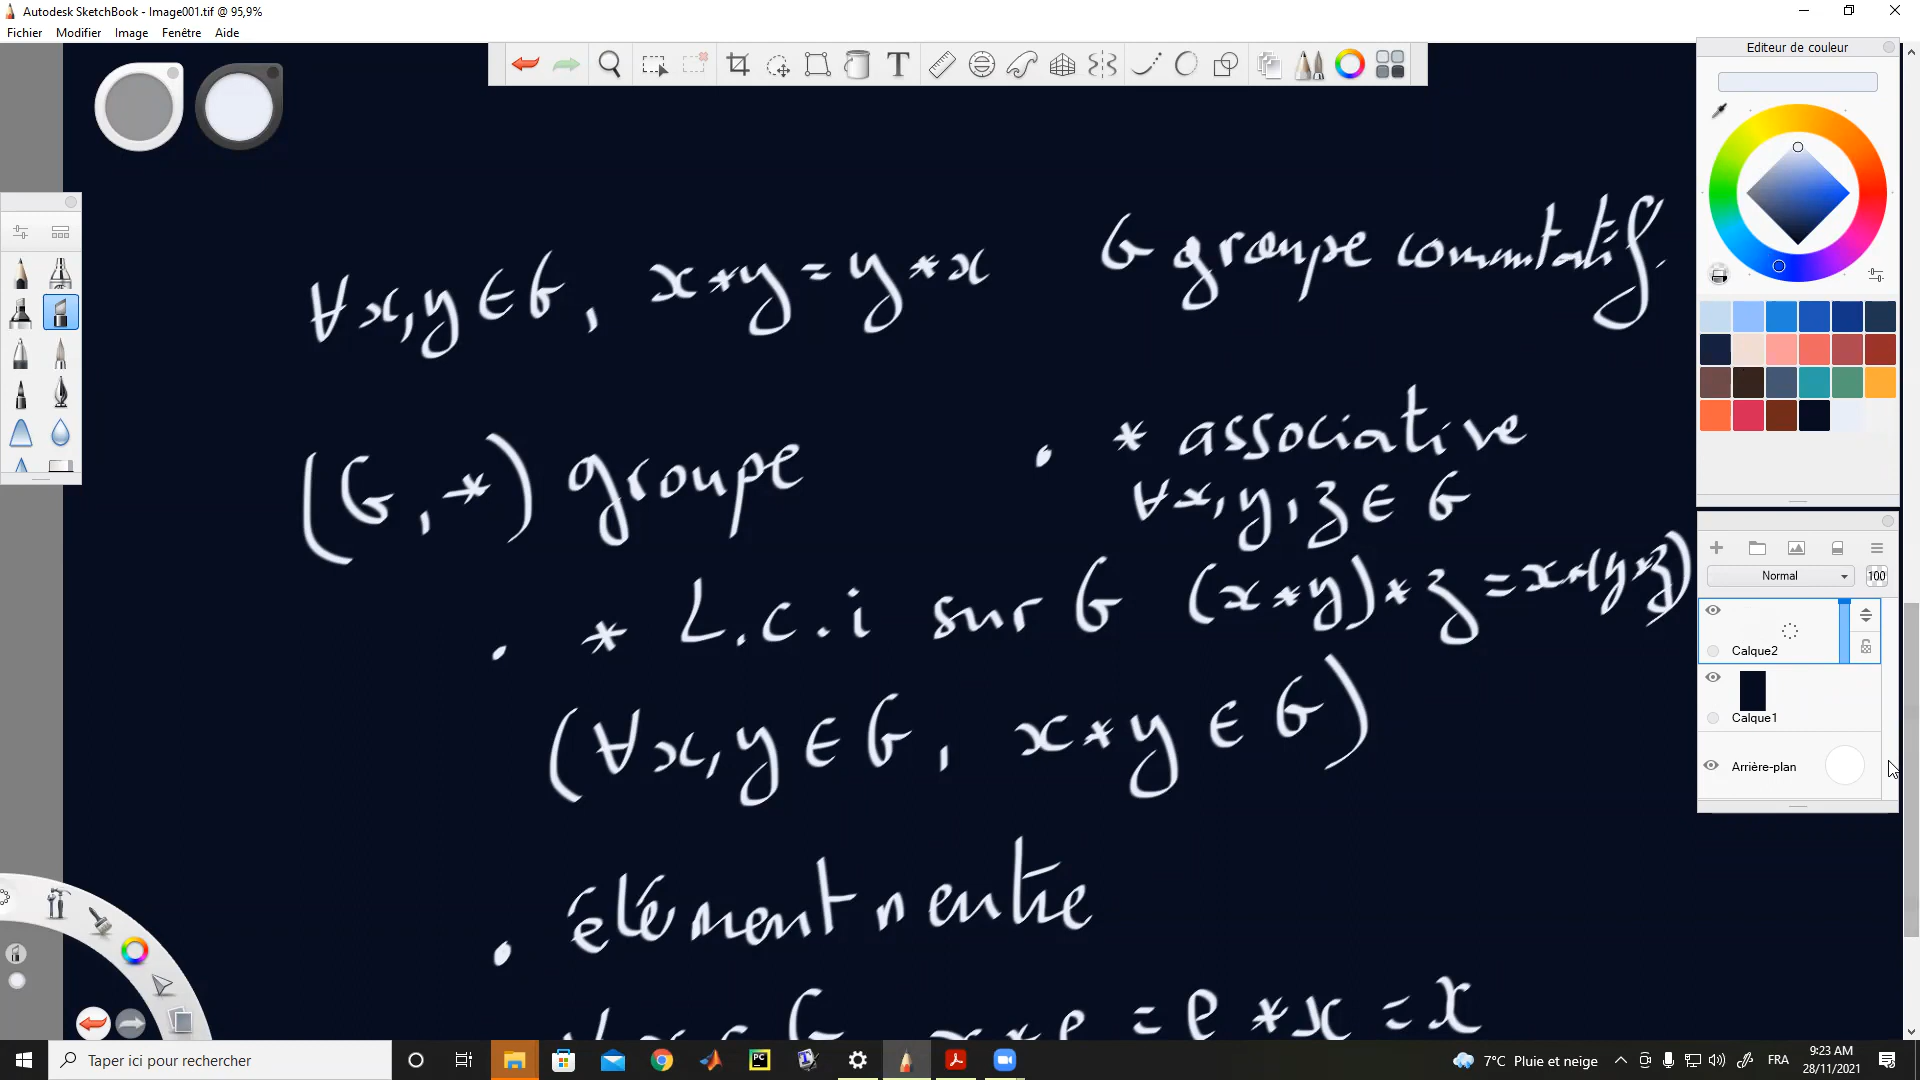 Autodesk SketchBook - Image001.tif @ 95,9%
Fichier Modifier Image Fenêtre Aide
Editeur de couleur
∀x,y ∈ G, x*y = y*x G groupe commutatif.
(G, *) groupe
• * associative
∀x, y, z ∈ G
• * L.c.i sur G (x*y)*z = x*(y*z)
(∀x, y ∈ G, x*y ∈ G)
• élément neutre
∀x ∈ G x*e = e*x = x
Normal 100
Calque2
Calque1
Arrière-plan
Taper ici pour rechercher
7°C Pluie et neige
FRA
9:23 AM
28/11/2021